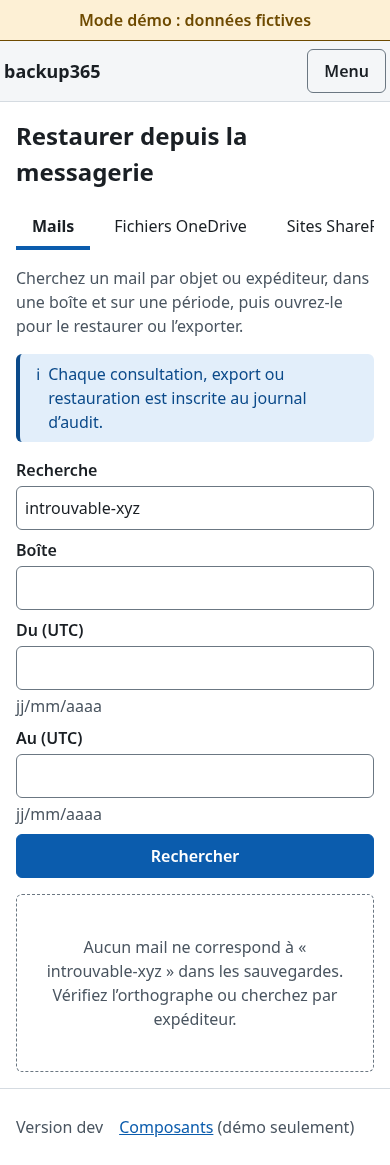 Mode démo : données fictives
backup365
Menu
Restaurer depuis la
messagerie
Mails
Fichiers OneDrive
Sites ShareP
Cherchez un mail par objet ou expéditeur, dans
une boîte et sur une période, puis ouvrez-le
pour le restaurer ou l’exporter.
i Chaque consultation, export ou
restauration est inscrite au journal
d’audit.
Recherche
introuvable-xyz
Boîte
Du (UTC)
jj/mm/aaaa
Au (UTC)
jj/mm/aaaa
Rechercher
Aucun mail ne correspond à «
introuvable-xyz » dans les sauvegardes.
Vérifiez l’orthographe ou cherchez par
expéditeur.
Version dev Composants (démo seulement)